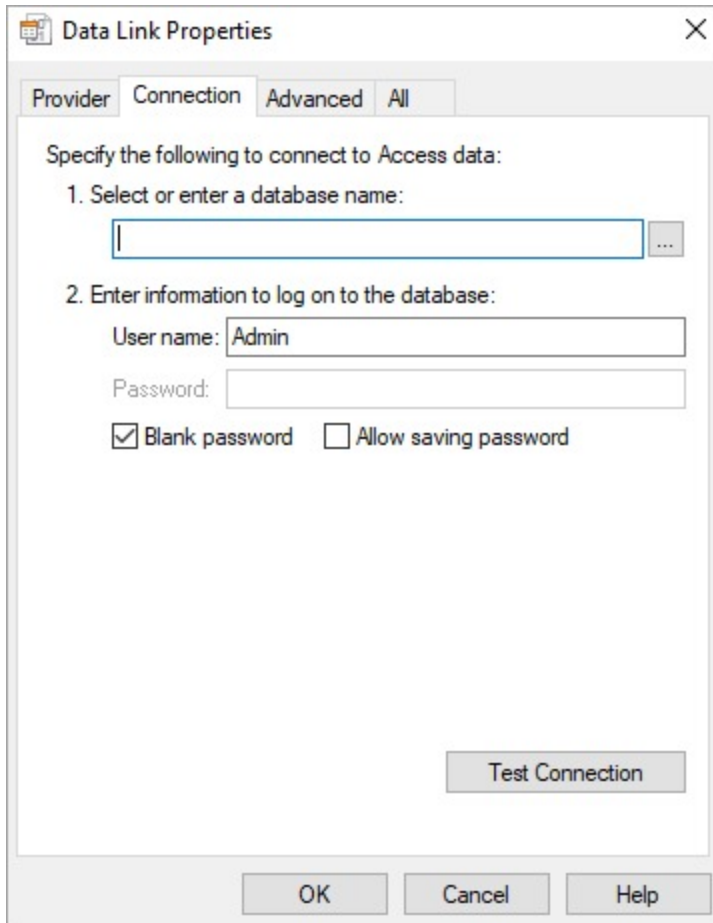 Data Link Properties
Provider Connection Advanced All
Specify the following to connect to Access data:
1. Select or enter a database name:
...
2. Enter information to log on to the database:
User name: Admin
Password:
Blank password Allow saving password
Test Connection
OK Cancel Help